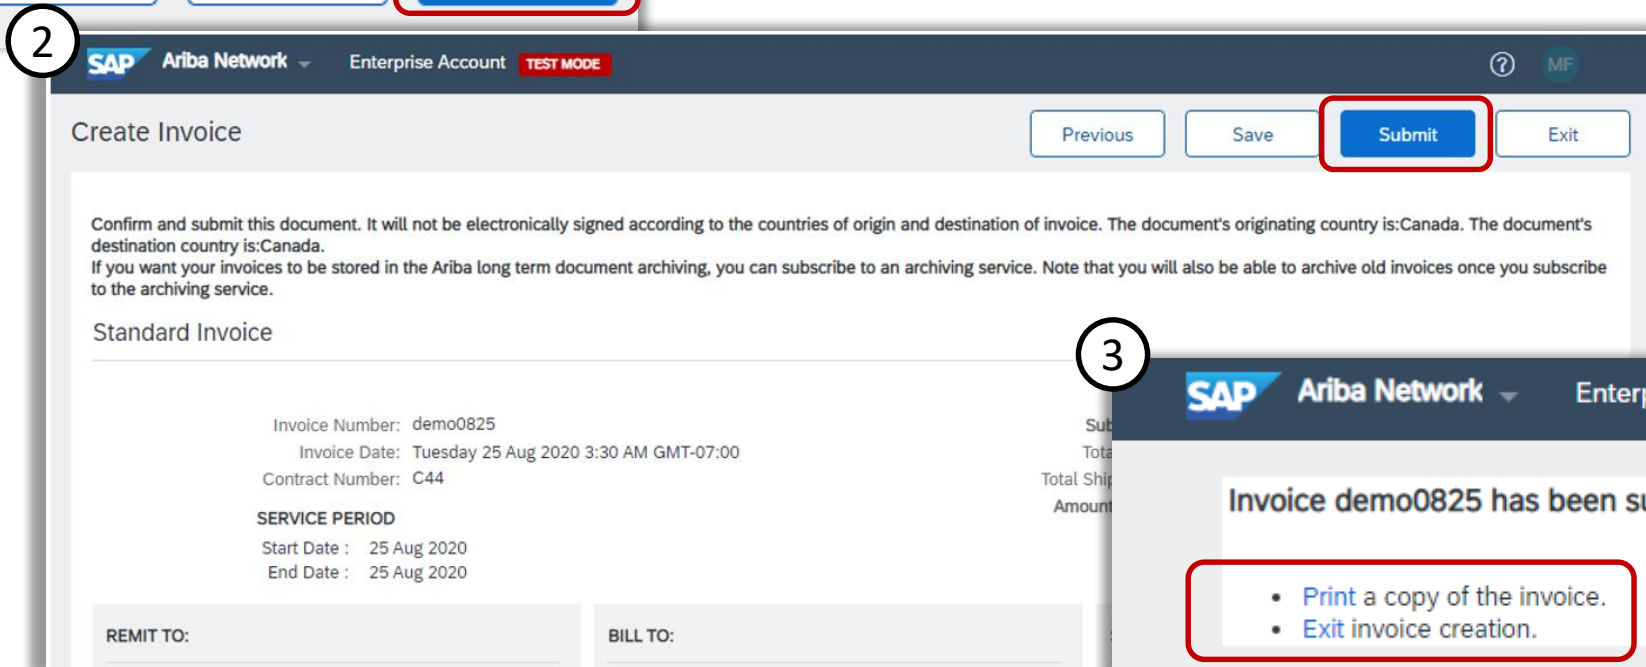 2
SAP Ariba Network Enterprise Account TEST MODE ? MF
Create Invoice
Previous Save Submit Exit
Confirm and submit this document. It will not be electronically signed according to the countries of origin and destination of invoice. The document's originating country is:Canada. The document's
destination country is:Canada.
If you want your invoices to be stored in the Ariba long term document archiving, you can subscribe to an archiving service. Note that you will also be able to archive old invoices once you subscribe
to the archiving service.
Standard Invoice
Invoice Number: demo0825
Invoice Date: Tuesday 25 Aug 2020 3:30 AM GMT-07:00
Contract Number: C44
SERVICE PERIOD
Start Date : 25 Aug 2020
End Date : 25 Aug 2020
REMIT TO:
BILL TO:
Total
Amount
3
SAP Ariba Network
Invoice demo0825 has been
• Print a copy of the invoice.
• Exit invoice creation.